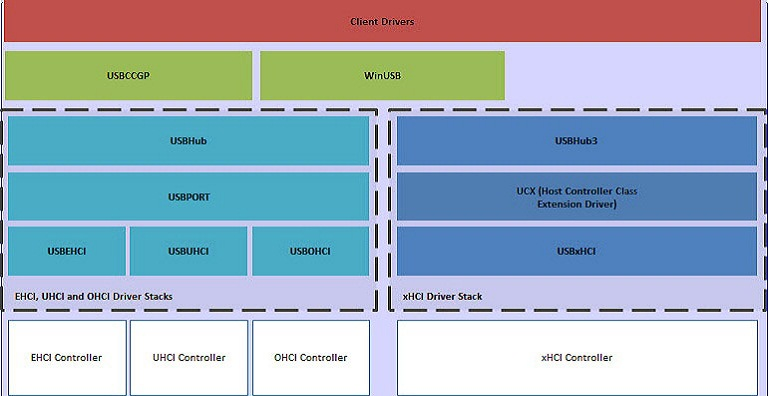 Client Drivers
USBCCGP
WinUSB
USBHub
USBHub3
USBPORT
UCX (Host Controller Class
Extension Driver)
USBEHCI
USBUHCI
USBOHCI
USBxHCI
EHCI, UHCI and OHCI Driver Stacks
xHCI Driver Stack
EHCI Controller
UHCI Controller
OHCI Controller
xHCI Controller